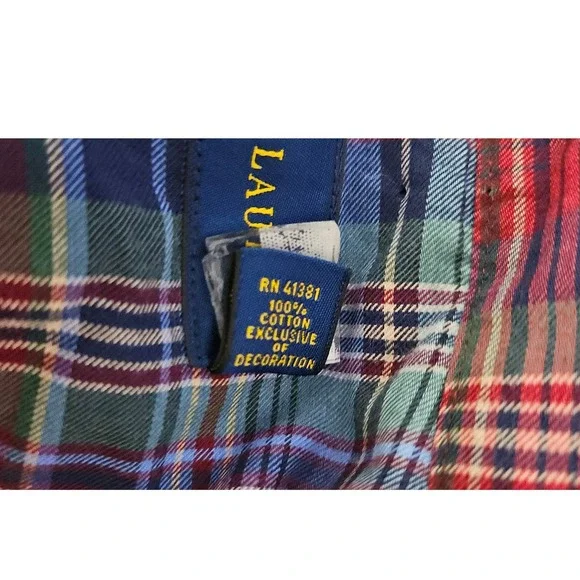 LAU
RN 41381
100%
COTTON
EXCLUSIVE
OF
DECORATION